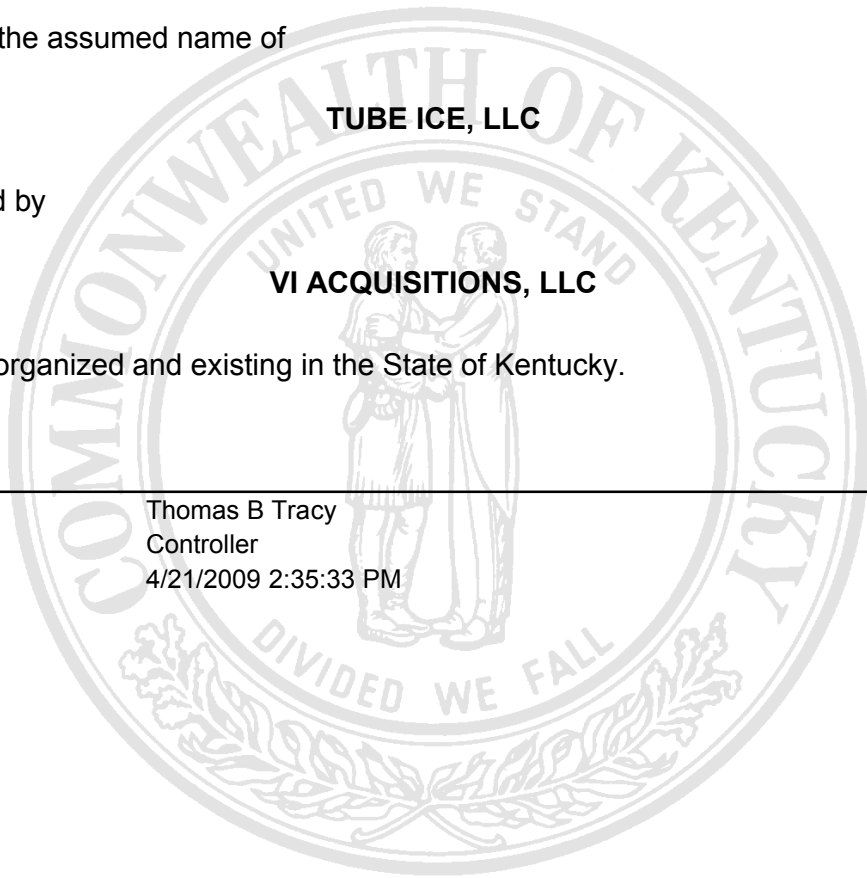 the assumed name of
TUBE ICE, LLC
d by
VI ACQUISITIONS, LLC
organized and existing in the State of Kentucky.
Thomas B Tracy
Controller
4/21/2009 2:35:33 PM
COMMONWEALTH OF KENTUCKY
UNITED WE STAND
DIVIDED WE FALL